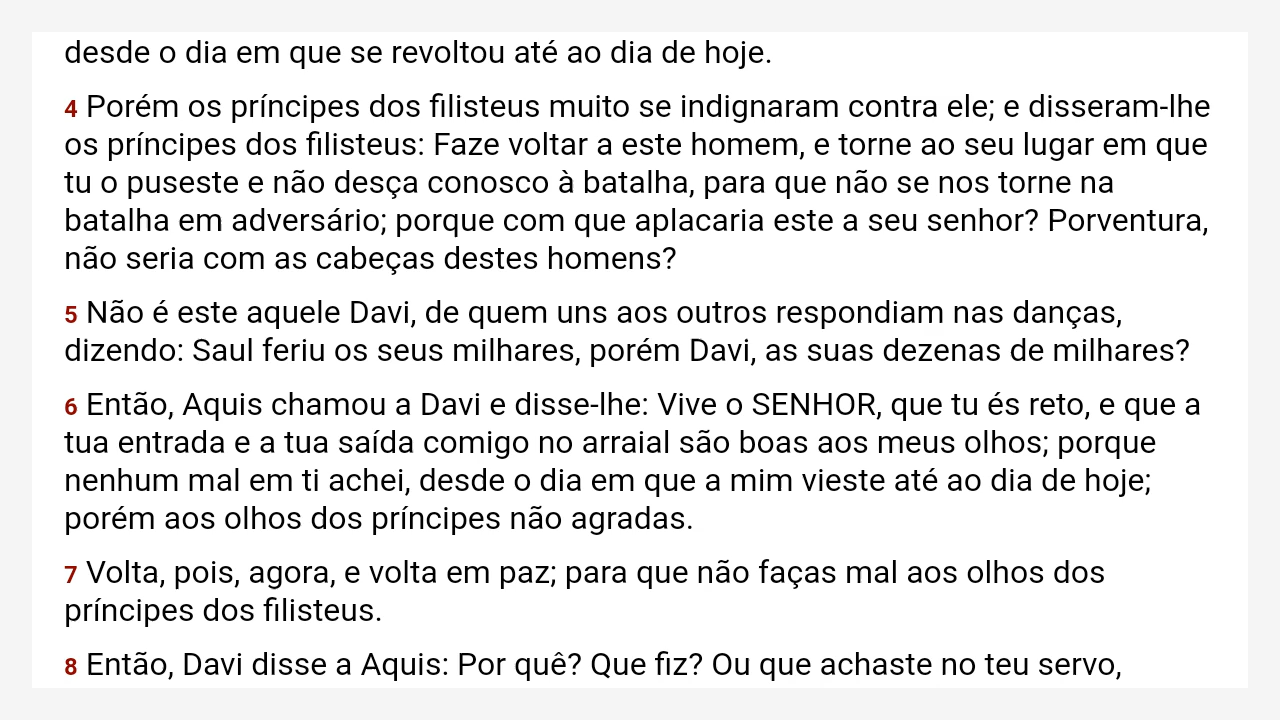 desde o dia em que se revoltou até ao dia de hoje.
4 Porém os príncipes dos filisteus muito se indignaram contra ele; e disseram-lhe
os príncipes dos filisteus: Faze voltar a este homem, e torne ao seu lugar em que
tu o puseste e não desça conosco à batalha, para que não se nos torne na
batalha em adversário; porque com que aplacaria este a seu senhor? Porventura,
não seria com as cabeças destes homens?
5 Não é este aquele Davi, de quem uns aos outros respondiam nas danças,
dizendo: Saul feriu os seus milhares, porém Davi, as suas dezenas de milhares?
6 Então, Aquis chamou a Davi e disse-lhe: Vive o SENHOR, que tu és reto, e que a
tua entrada e a tua saída comigo no arraial são boas aos meus olhos; porque
nenhum mal em ti achei, desde o dia em que a mim vieste até ao dia de hoje;
porém aos olhos dos príncipes não agradas.
7 Volta, pois, agora, e volta em paz; para que não faças mal aos olhos dos
príncipes dos filisteus.
8 Então, Davi disse a Aquis: Por quê? Que fiz? Ou que achaste no teu servo,